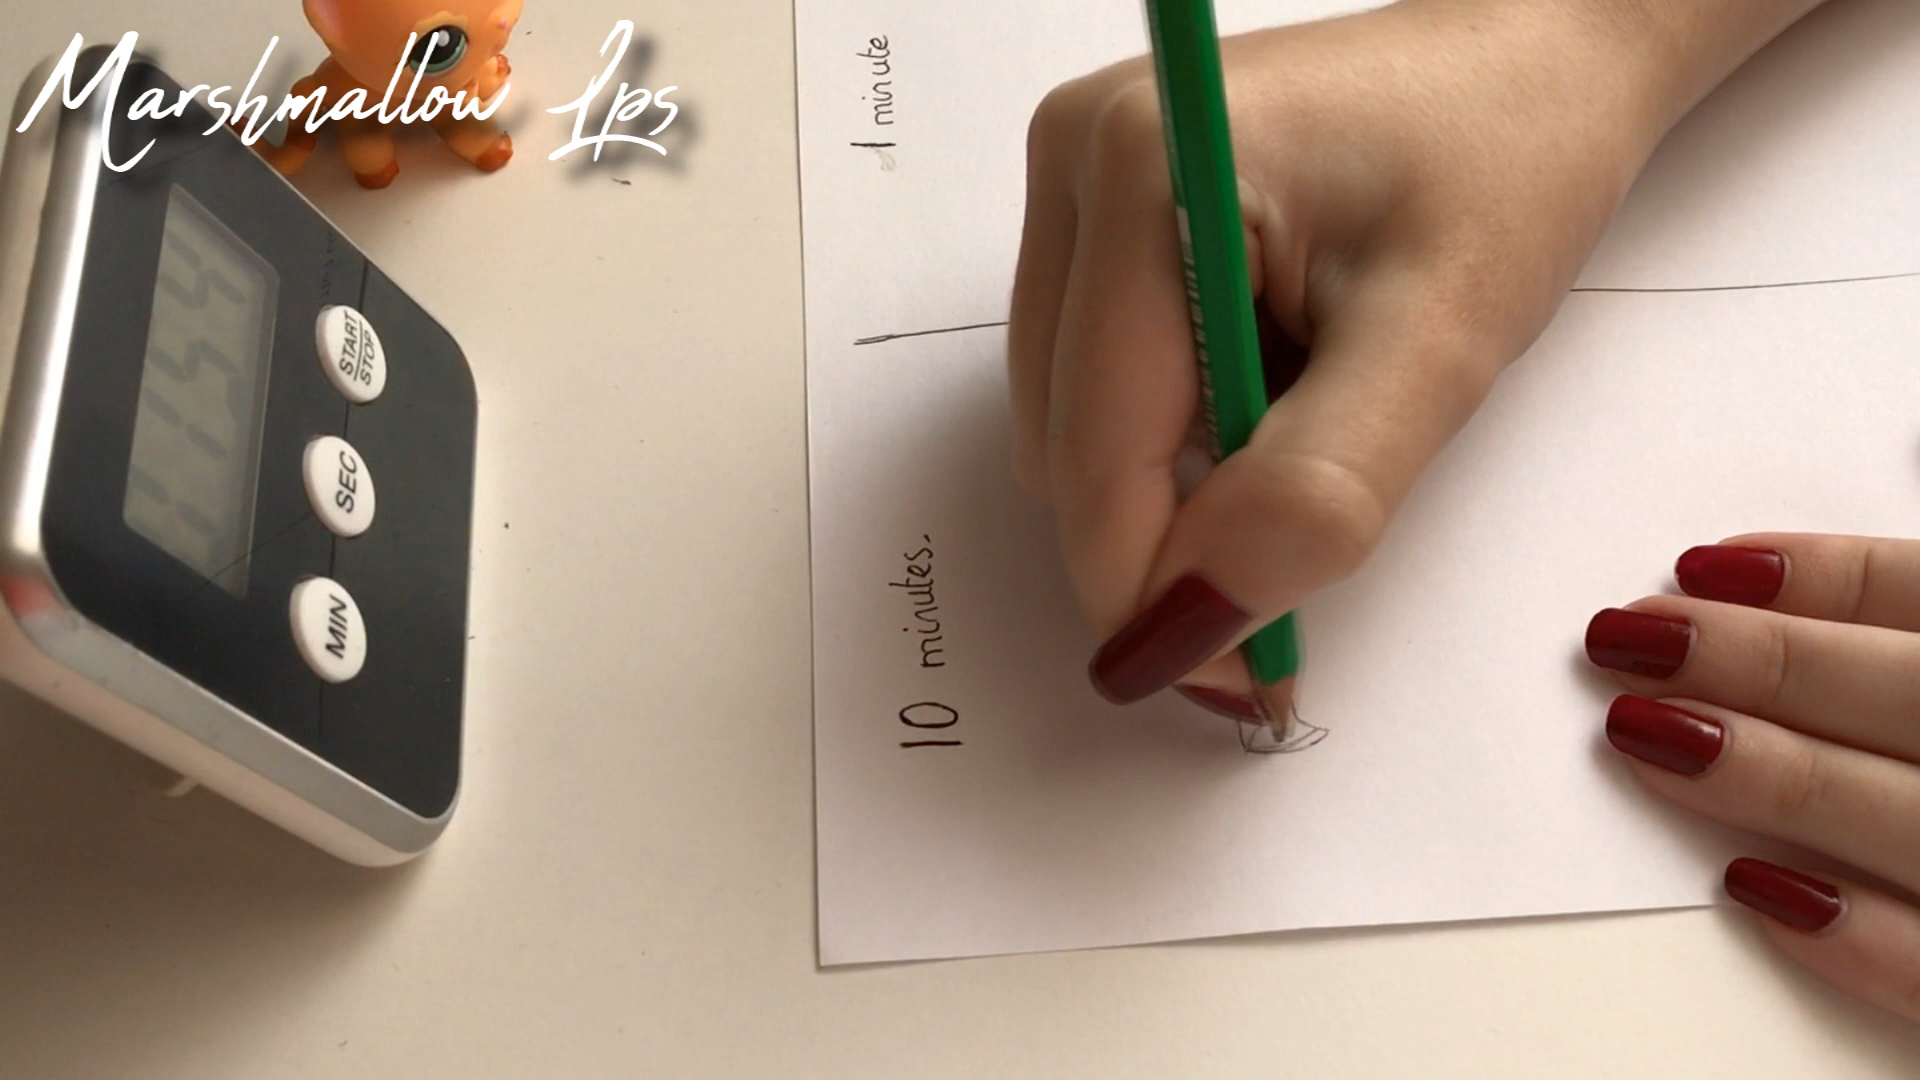 Marshmallow Lps
1 minute
10 minutes.
START
STOP
SEC
MIN